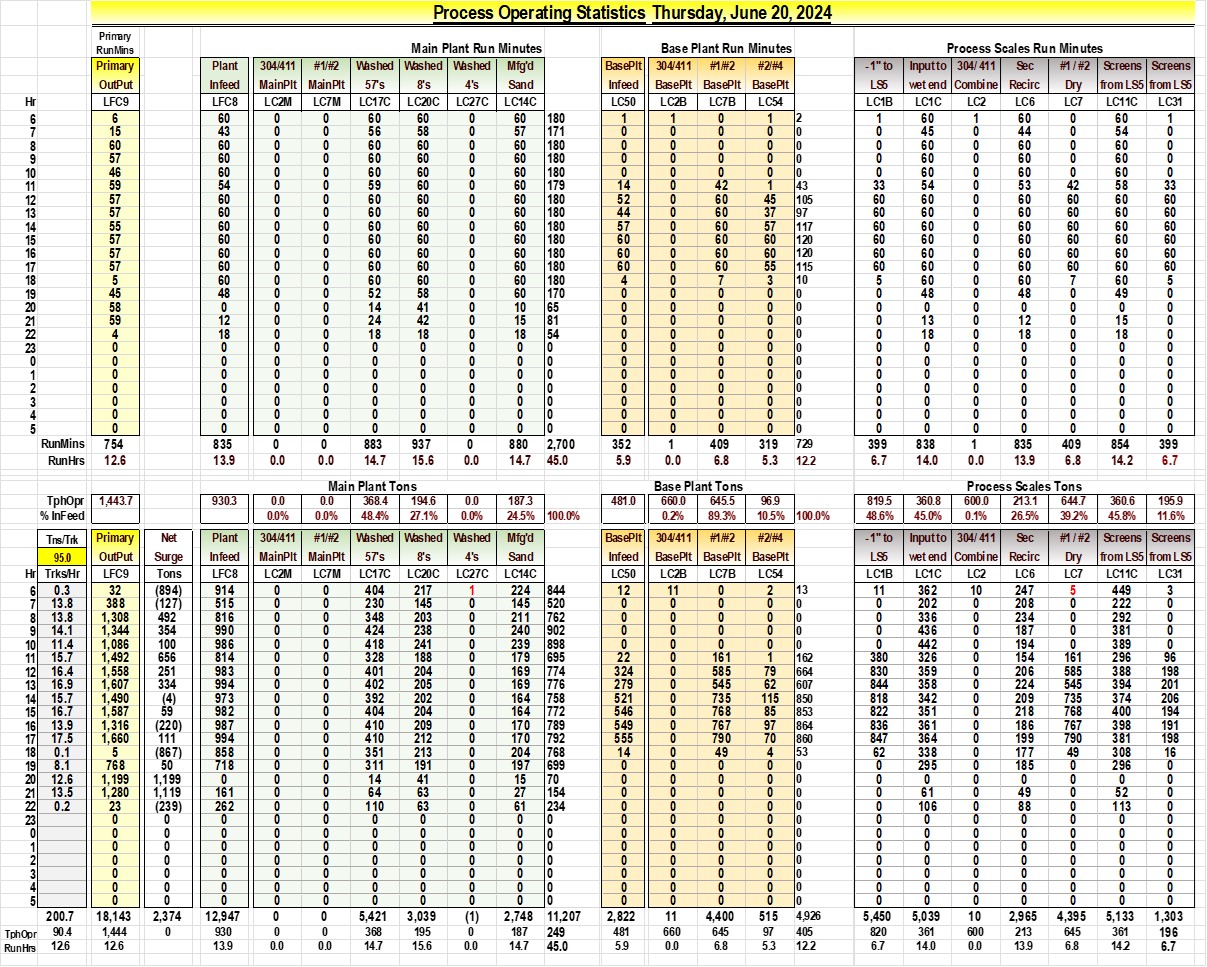 Process Operating Statistics Thursday, June 20, 2024
Primary
RunMins Main Plant Run Minutes Base Plant Run Minutes Process Scales Run Minutes
Primary Plant 304/411 #1/#2 Washed Washed Washed Mfg'd BasePlt 304/411 #1/#2 #2/#4 -1" to Input to 304/411 Sec #1 / #2 Screens Screens
OutPut Infeed MainPlt MainPlt 57's 8's 4's Sand Infeed BasePlt BasePlt BasePlt LS5 wet end Combine Recirc Dry from LS5 from LS5
Hr LFC9 LFC8 LC2M LC7M LC17C LC20C LC27C LC14C LC50 LC2B LC7B LC54 LC1B LC1C LC2 LC6 LC7 LC11C LC31
6 6 60 0 0 60 60 0 60 180 1 1 0 1 2 1 60 1 60 0 60 1
7 15 43 0 0 56 58 0 57 171 0 0 0 0 0 0 45 0 44 0 54 0
8 60 60 0 0 60 60 0 60 180 0 0 0 0 0 0 60 0 60 0 60 0
9 57 60 0 0 60 60 0 60 180 0 0 0 0 0 0 60 0 60 0 60 0
10 46 60 0 0 60 60 0 60 180 0 0 0 0 0 0 60 0 60 0 60 0
11 59 54 0 0 59 60 0 60 179 14 0 42 1 43 33 54 0 53 42 58 33
12 57 60 0 0 60 60 0 60 180 52 0 60 45 105 60 60 0 60 60 60 60
13 57 60 0 0 60 60 0 60 180 44 0 60 37 97 60 60 0 60 60 60 60
14 55 60 0 0 60 60 0 60 180 57 0 60 57 117 60 60 0 60 60 60 60
15 57 60 0 0 60 60 0 60 180 60 0 60 60 120 60 60 0 60 60 60 60
16 57 60 0 0 60 60 0 60 180 60 0 60 60 120 60 60 0 60 60 60 60
17 57 60 0 0 60 60 0 60 180 60 0 60 55 115 60 60 0 60 60 60 60
18 5 60 0 0 60 60 0 60 180 4 0 7 3 10 5 60 0 60 7 60 5
19 45 48 0 0 52 58 0 60 170 0 0 0 0 0 0 48 0 48 0 49 0
20 58 0 0 0 14 41 0 10 65 0 0 0 0 0 0 0 0 0 0 0 0
21 59 12 0 0 24 42 0 15 81 0 0 0 0 0 0 13 0 12 0 15 0
22 4 18 0 0 18 18 0 18 54 0 0 0 0 0 0 18 0 18 0 18 0
23 0 0 0 0 0 0 0 0 0 0 0 0 0 0 0 0 0 0 0 0 0
0 0 0 0 0 0 0 0 0 0 0 0 0 0 0 0 0 0 0 0 0 0
1 0 0 0 0 0 0 0 0 0 0 0 0 0 0 0 0 0 0 0 0 0
2 0 0 0 0 0 0 0 0 0 0 0 0 0 0 0 0 0 0 0 0 0
3 0 0 0 0 0 0 0 0 0 0 0 0 0 0 0 0 0 0 0 0 0
4 0 0 0 0 0 0 0 0 0 0 0 0 0 0 0 0 0 0 0 0 0
5 0 0 0 0 0 0 0 0 0 0 0 0 0 0 0 0 0 0 0 0 0
RunMins 754 835 0 0 883 937 0 880 2,700 352 1 409 319 729 399 838 1 835 409 854 399
RunHrs 12.6 13.9 0.0 0.0 14.7 15.6 0.0 14.7 45.0 5.9 0.0 6.8 5.3 12.2 6.7 14.0 0.0 13.9 6.8 14.2 6.7
Main Plant Tons Base Plant Tons Process Scales Tons
TphOpr 1,443.7 930.3 0.0 0.0 368.4 194.6 0.0 187.3 481.0 660.0 645.5 96.9 819.5 360.8 600.0 213.1 644.7 360.6 195.9
% InFeed 0.0% 0.0% 48.4% 27.1% 0.0% 24.5% 100.0% 0.2% 89.3% 10.5% 100.0% 48.6% 45.0% 0.1% 26.5% 39.2% 45.8% 11.6%
Tns/Trk Primary Net Plant 304/411 #1/#2 Washed Washed Washed Mfg'd BasePlt 304/411 #1/#2 #2/#4 -1" to Input to 304/411 Sec #1 / #2 Screens Screens
95.0 OutPut Surge Infeed MainPlt MainPlt 57's 8's 4's Sand Infeed BasePlt BasePlt BasePlt LS5 wet end Combine Recirc Dry from LS5 from LS5
Hr Trks/Hr LFC9 Tons LFC8 LC2M LC7M LC17C LC20C LC27C LC14C LC50 LC2B LC7B LC54 LC1B LC1C LC2 LC6 LC7 LC11C LC31
6 0.3 32 (894) 914 0 0 404 217 1 224 844 12 11 0 2 13 11 362 10 247 5 449 3
7 13.8 388 (127) 515 0 0 230 145 0 145 520 0 0 0 0 0 0 202 0 208 0 222 0
8 13.8 1,308 492 816 0 0 348 203 0 211 762 0 0 0 0 0 0 336 0 234 0 292 0
9 14.1 1,344 354 990 0 0 424 238 0 240 902 0 0 0 0 0 0 436 0 187 0 381 0
10 11.4 1,086 100 986 0 0 418 241 0 239 898 0 0 0 0 0 0 442 0 194 0 389 0
11 15.7 1,492 656 814 0 0 328 188 0 179 695 22 0 161 1 162 380 326 0 154 161 296 96
12 16.4 1,558 251 983 0 0 401 204 0 169 774 324 0 585 79 664 830 359 0 206 585 388 198
13 16.9 1,607 334 994 0 0 402 205 0 169 776 279 0 545 62 607 844 358 0 224 545 394 201
14 15.7 1,490 (4) 973 0 0 392 202 0 164 758 521 0 735 115 850 818 342 0 209 735 374 206
15 16.7 1,587 59 982 0 0 404 204 0 164 772 546 0 768 85 853 822 351 0 218 768 400 194
16 13.9 1,316 (220) 987 0 0 410 209 0 170 789 549 0 767 97 864 836 361 0 186 767 398 191
17 17.5 1,660 111 994 0 0 410 212 0 170 792 555 0 790 70 860 847 364 0 199 790 381 198
18 0.1 5 (867) 858 0 0 351 213 0 204 768 14 0 49 4 53 62 338 0 177 49 308 16
19 8.1 768 50 718 0 0 311 191 0 197 699 0 0 0 0 0 0 295 0 185 0 296 0
20 12.6 1,199 1,199 0 0 0 14 41 0 15 70 0 0 0 0 0 0 0 0 0 0 0 0
21 13.5 1,280 1,119 161 0 0 64 63 0 27 154 0 0 0 0 0 0 61 0 49 0 52 0
22 0.2 23 (239) 262 0 0 110 63 0 61 234 0 0 0 0 0 0 106 0 88 0 113 0
23 0 0 0 0 0 0 0 0 0 0 0 0 0 0 0 0 0 0 0 0 0 0
0 0 0 0 0 0 0 0 0 0 0 0 0 0 0 0 0 0 0 0 0 0 0
1 0 0 0 0 0 0 0 0 0 0 0 0 0 0 0 0 0 0 0 0 0 0
2 0 0 0 0 0 0 0 0 0 0 0 0 0 0 0 0 0 0 0 0 0 0
3 0 0 0 0 0 0 0 0 0 0 0 0 0 0 0 0 0 0 0 0 0 0
4 0 0 0 0 0 0 0 0 0 0 0 0 0 0 0 0 0 0 0 0 0 0
5 0 0 0 0 0 0 0 0 0 0 0 0 0 0 0 0 0 0 0 0 0 0
200.7 18,143 2,374 12,947 0 0 5,421 3,039 (1) 2,748 11,207 2,822 11 4,400 515 4,926 5,450 5,039 10 2,965 4,395 5,133 1,303
TphOpr 90.4 1,444 0 930 0 0 368 195 0 187 249 481 660 645 97 405 820 361 600 213 645 361 196
RunHrs 12.6 12.6 13.9 0.0 0.0 14.7 15.6 0.0 14.7 45.0 5.9 0.0 6.8 5.3 12.2 6.7 14.0 0.0 13.9 6.8 14.2 6.7